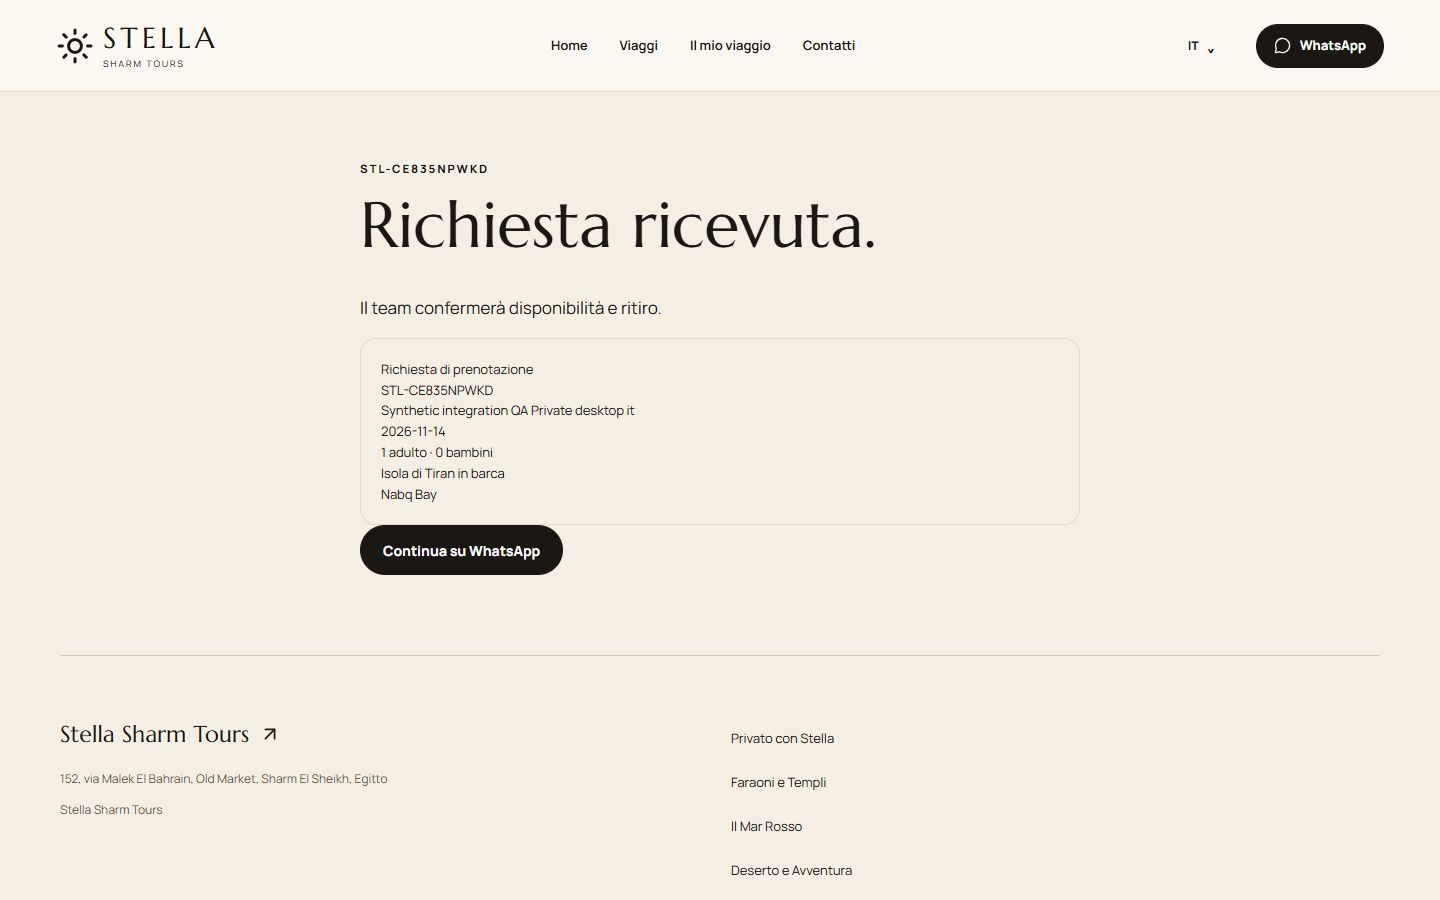 STELLA
SHARM TOURS
Home
Viaggi
Il mio viaggio
Contatti
IT
WhatsApp
STL-CE835NPWKD
Richiesta ricevuta.
Il team confermerà disponibilità e ritiro.
Richiesta di prenotazione
STL-CE835NPWKD
Synthetic integration QA Private desktop it
2026-11-14
1 adulto · 0 bambini
Isola di Tiran in barca
Nabq Bay
Continua su WhatsApp
Stella Sharm Tours
152, via Malek El Bahrain, Old Market, Sharm El Sheikh, Egitto
Stella Sharm Tours
Privato con Stella
Faraoni e Templi
Il Mar Rosso
Deserto e Avventura